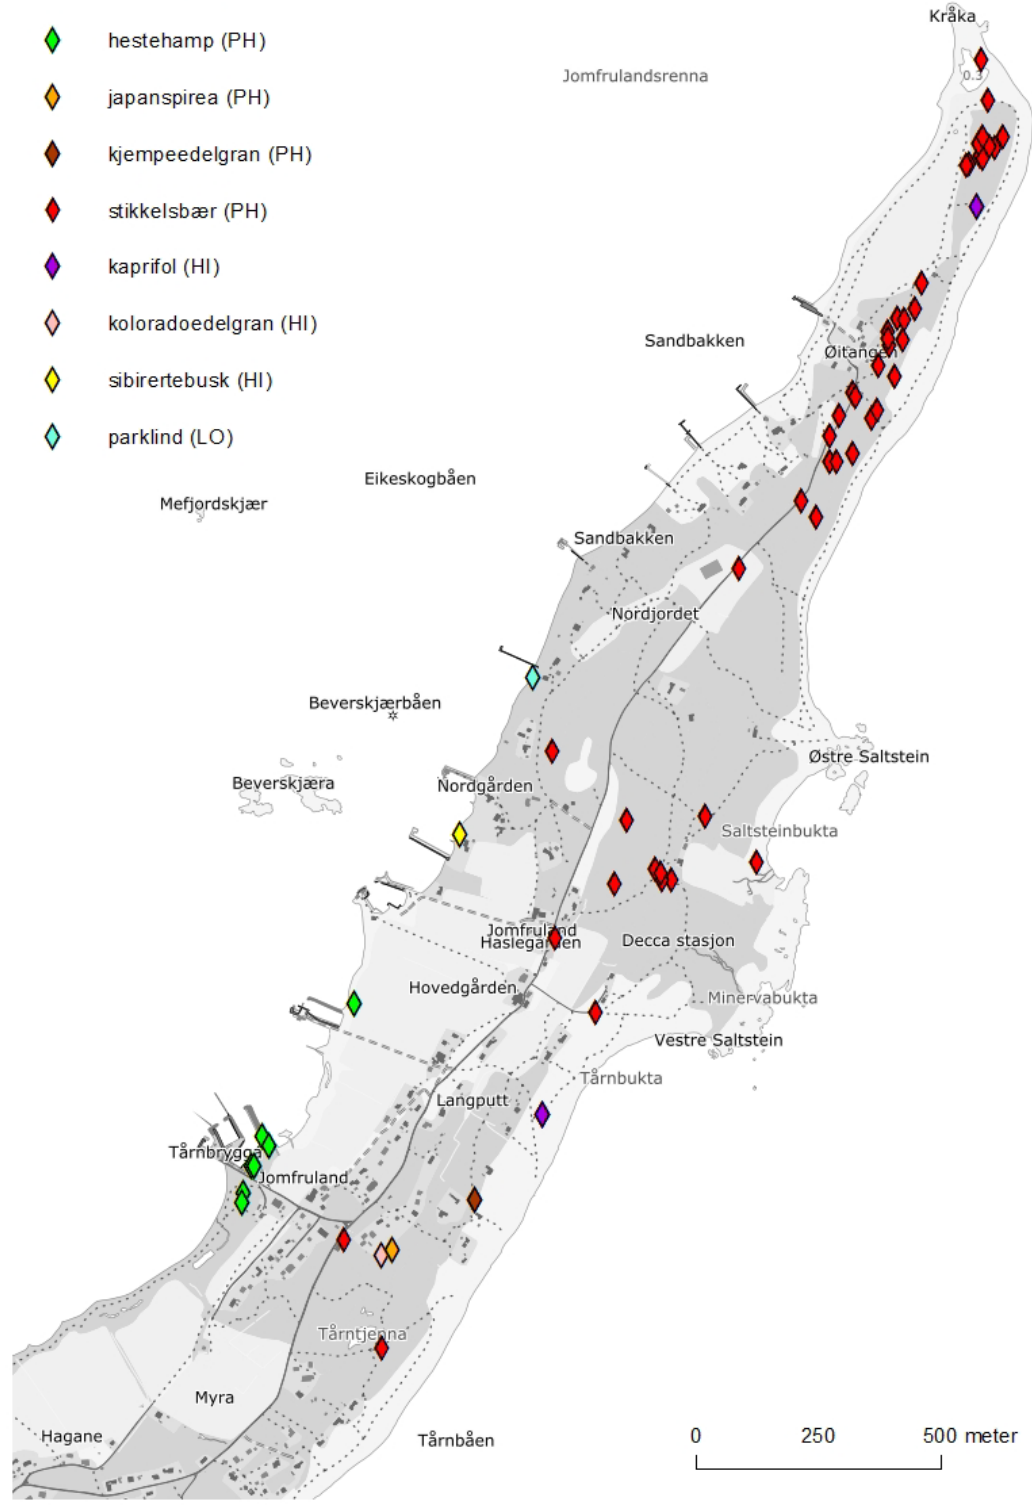 Kråka
hestehamp (PH)
Jomfrulandsrenna
0.3
japanspirea (PH)
kjempeedelgran (PH)
stikkelsbær (PH)
kaprifol (HI)
koloradoedelgran (HI)
Sandbakken
Øitangen
sibirertebusk (HI)
parklind (LO)
Eikeskogbåen
Mefjordskjær
Sandbakken
Nordjordet
Beverskjærbåen
Østre Saltstein
Beverskjæra
Nordgården
Saltsteinbukta
Jomfruland
Haslegården
Decca stasjon
Hovedgården
Minervabukta
Vestre Saltstein
Tårnbukta
Langputt
Tårnbrygga
Jomfruland
Tårntjenna
Myra
Hagane
Tårnbåen
0 250 500 meter